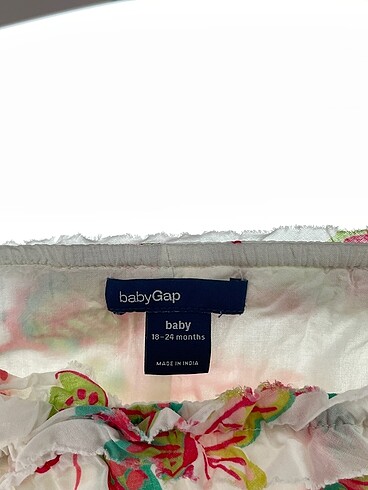 babyGap
baby
18-24 months
MADE IN INDIA